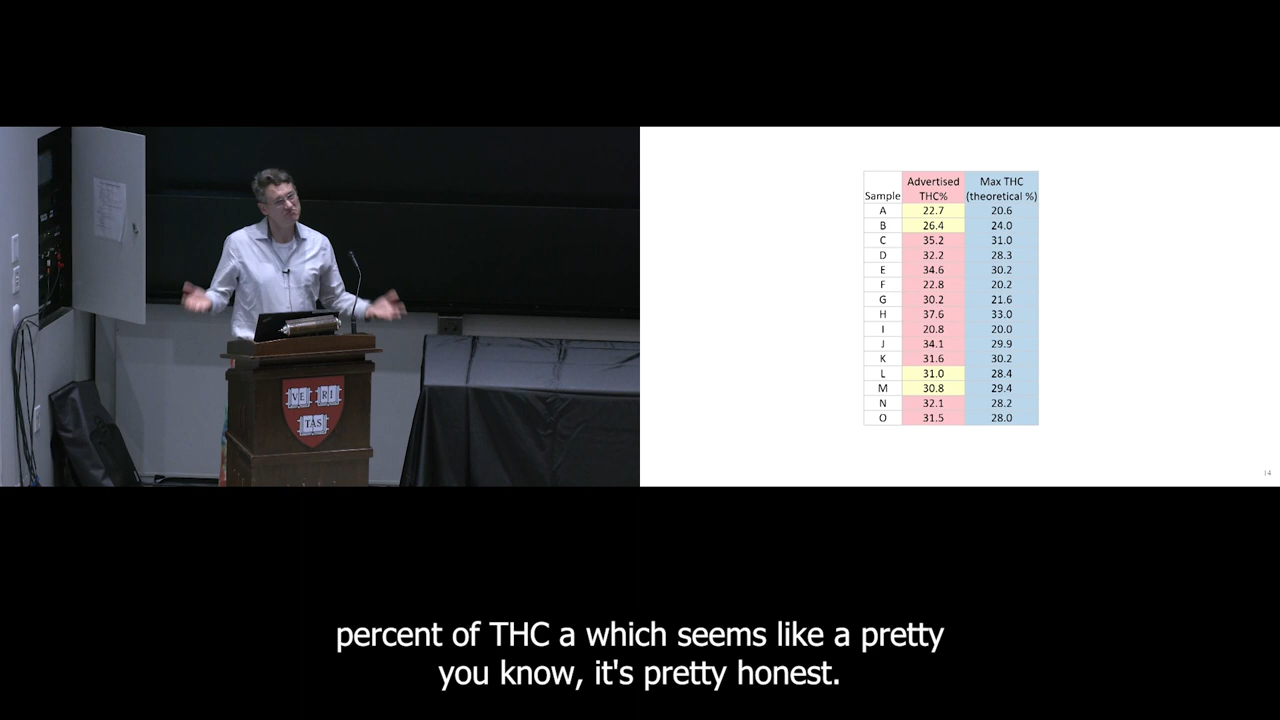 VE RI
TAS
Advertised Max THC
Sample THC% (theoretical %)
A 22.7 20.6
B 26.4 24.0
C 35.2 31.0
D 32.2 28.3
E 34.6 30.2
F 22.8 20.2
G 30.2 21.6
H 37.6 33.0
I 20.8 20.0
J 34.1 29.9
K 31.6 30.2
L 31.0 28.4
M 30.8 29.4
N 32.1 28.2
O 31.5 28.0
14
percent of THC a which seems like a pretty
you know, it's pretty honest.